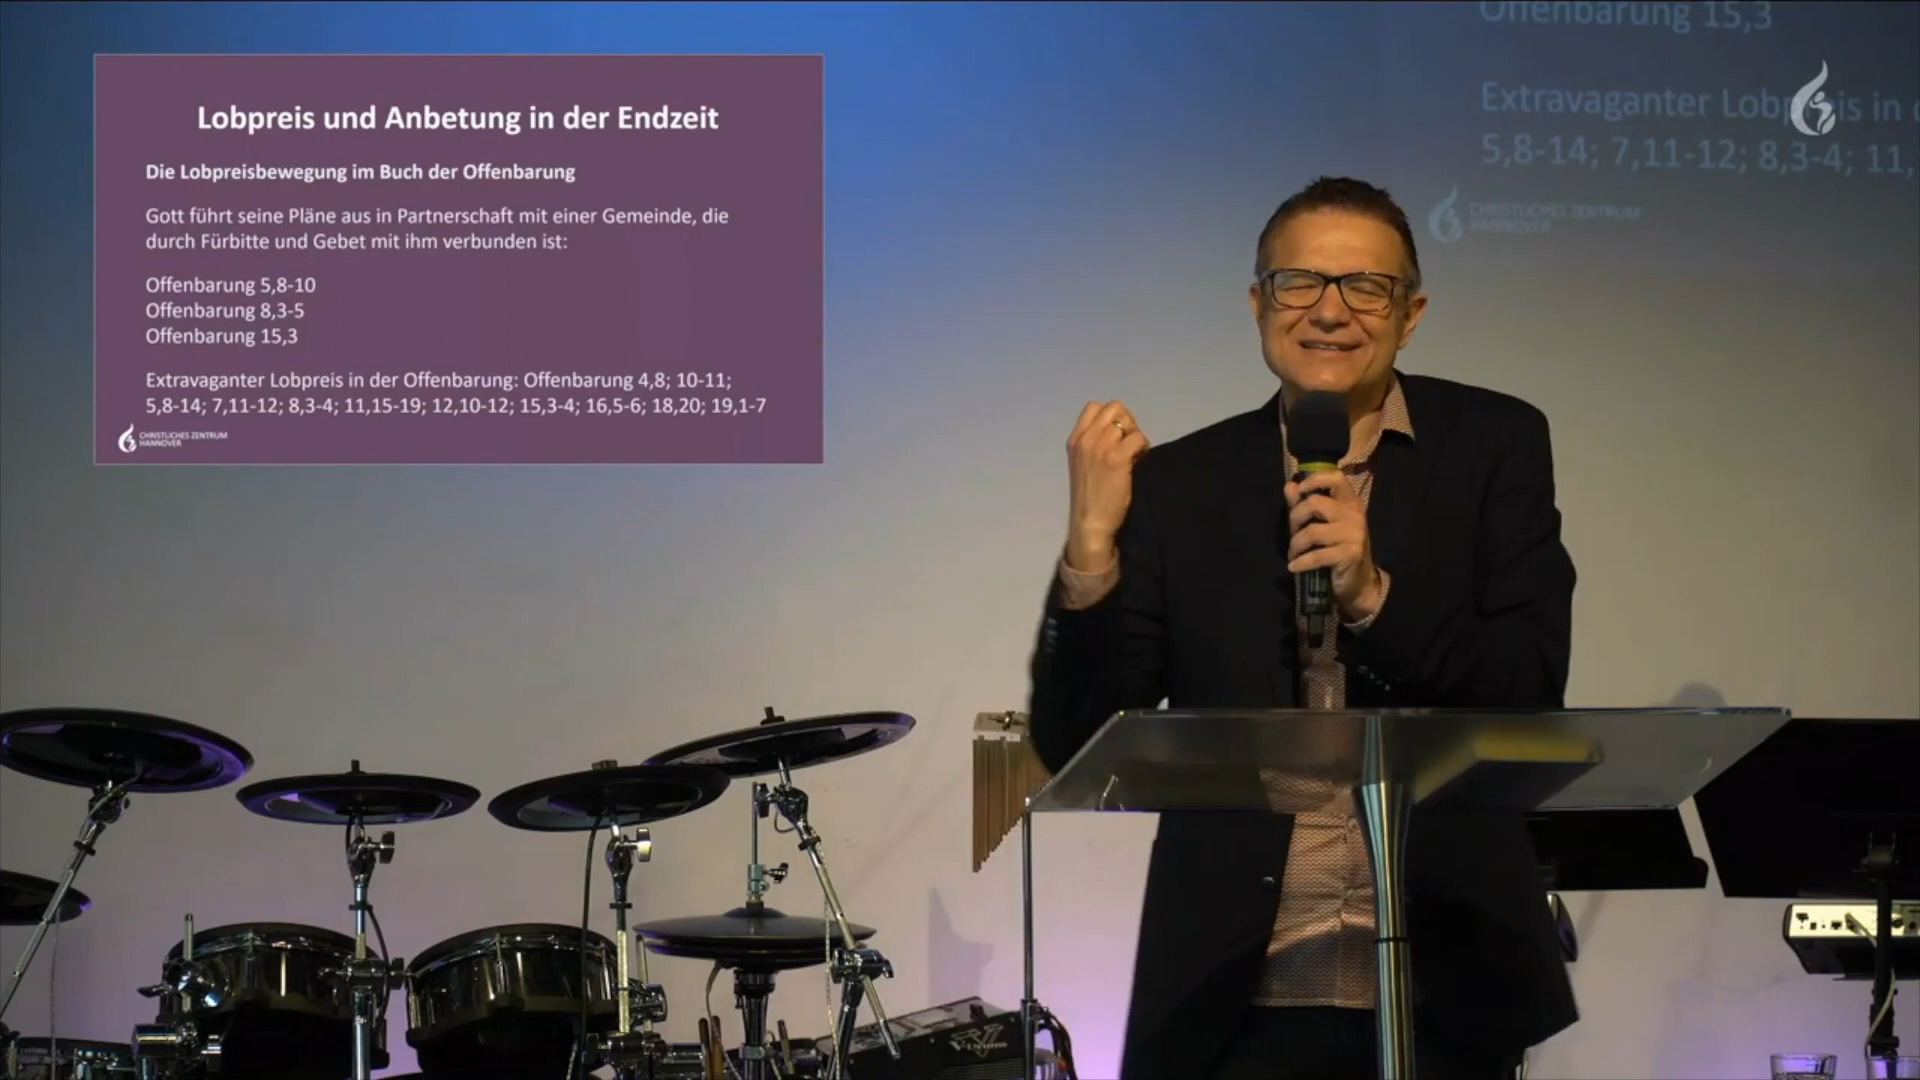 Lobpreis und Anbetung in der Endzeit
Die Lobpreisbewegung im Buch der Offenbarung
Gott führt seine Pläne aus in Partnerschaft mit einer Gemeinde, die
durch Fürbitte und Gebet mit ihm verbunden ist:
Offenbarung 5,8-10
Offenbarung 8,3-5
Offenbarung 15,3
Extravaganter Lobpreis in der Offenbarung: Offenbarung 4,8; 10-11;
5,8-14; 7,11-12; 8,3-4; 11,15-19; 12,10-12; 15,3-4; 16,5-6; 18,20; 19,1-7
CHRISTLICHES ZENTRUM
HANNOVER
Offenbarung 15,3
Extravaganter Lobpreis in
5,8-14; 7,11-12; 8,3-4; 11,
CHRISTLICHES ZENTRUM
HANNOVER